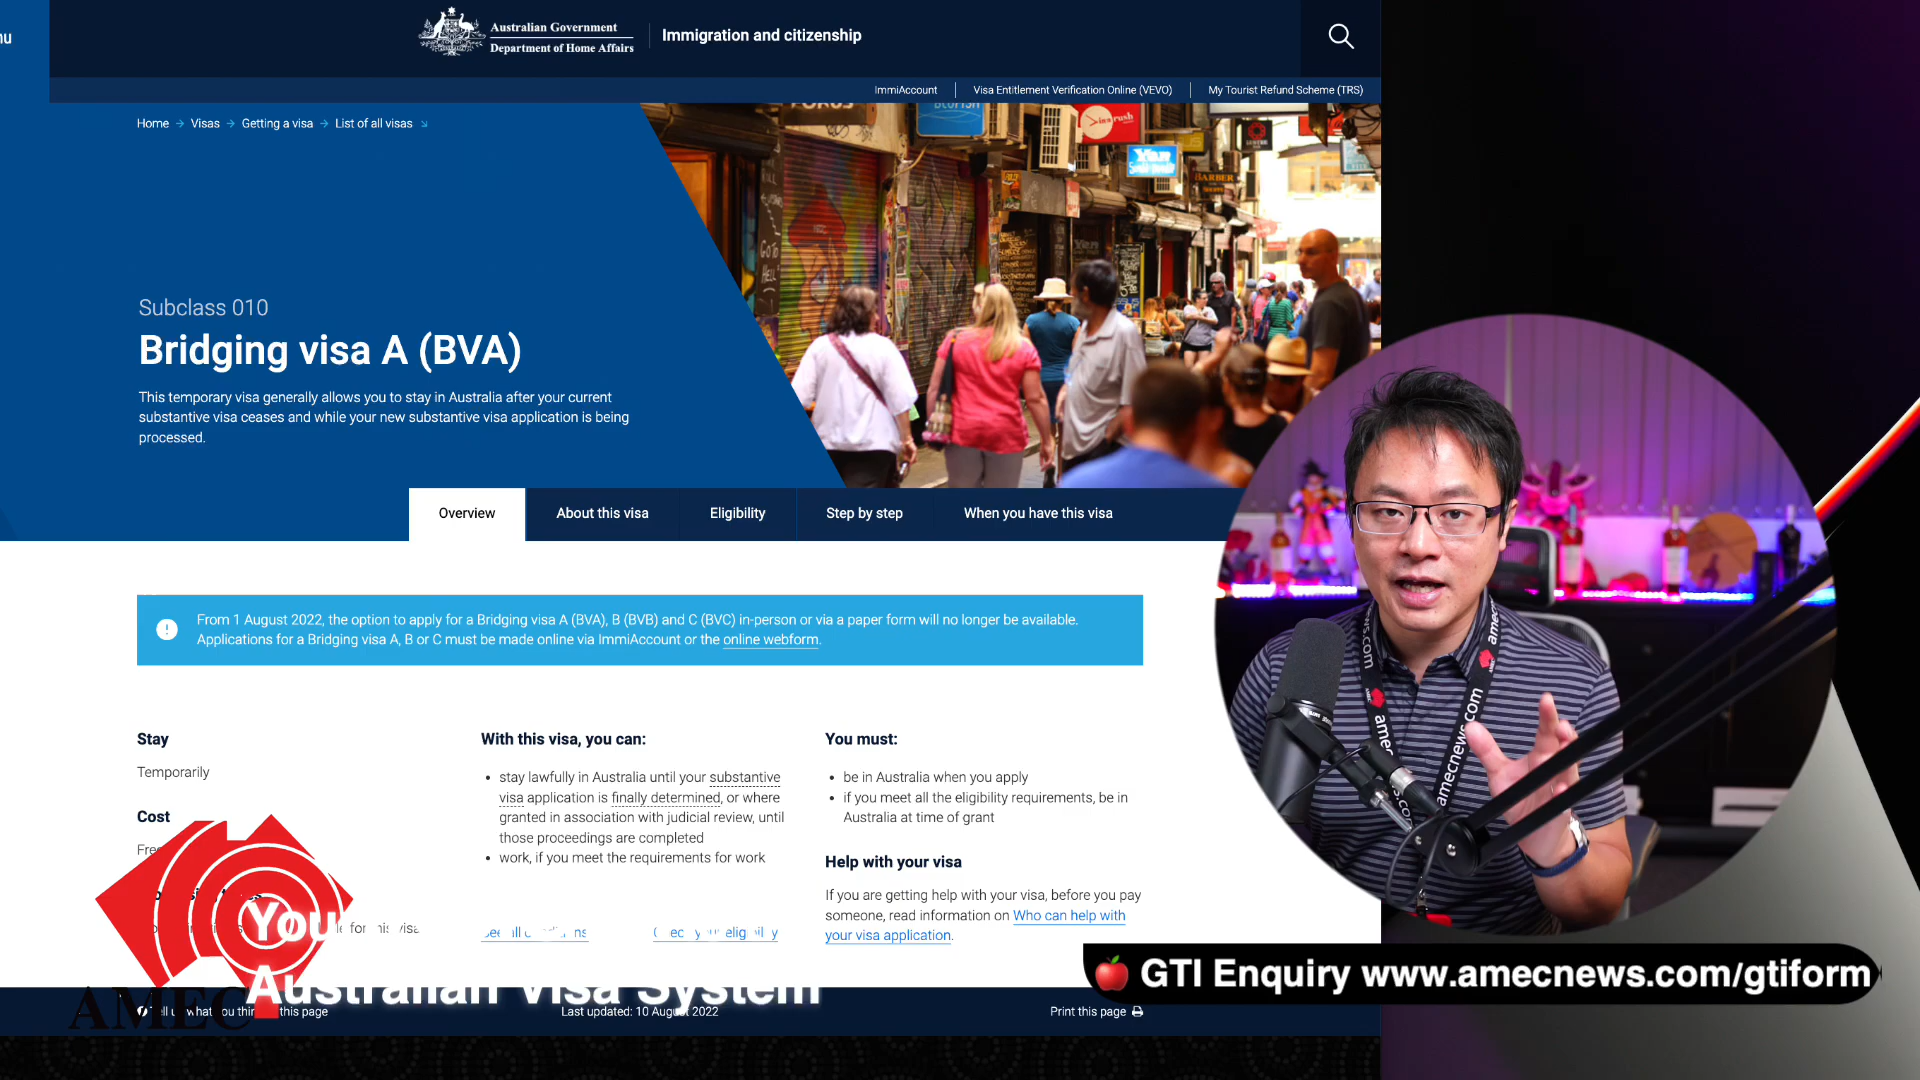 nu
Australian Government
Department of Home Affairs
Immigration and citizenship
ImmiAccount
Visa Entitlement Verification Online (VEVO)
My Tourist Refund Scheme (TRS)
Home
Visas
Getting a visa
List of all visas
Subclass 010
Bridging visa A (BVA)
This temporary visa generally allows you to stay in Australia after your current
substantive visa ceases and while your new substantive visa application is being
processed.
BARBER
Overview
About this visa
Eligibility
Step by step
When you have this visa
From 1 August 2022, the option to apply for a Bridging visa A (BVA), B (BVB) and C (BVC) in-person or via a paper form will no longer be available.
Applications for a Bridging visa A, B or C must be made online via ImmiAccount or the online webform.
Stay
Temporarily
Cost
With this visa, you can:
stay lawfully in Australia until your substantive
visa application is finally determined, or where
granted in association with judicial review, until
those proceedings are completed
work, if you meet the requirements for work
You must:
be in Australia when you apply
if you meet all the eligibility requirements, be in
Australia at time of grant
Help with your visa
If you are getting help with your visa, before you pay
someone, read information on Who can help with
your visa application.
You
Australian Visa System
AMEC
this page
Last updated: 10 August 2022
Print this page
amecnews.com
amecnews.com
GTI Enquiry www.amecnews.com/gtiform